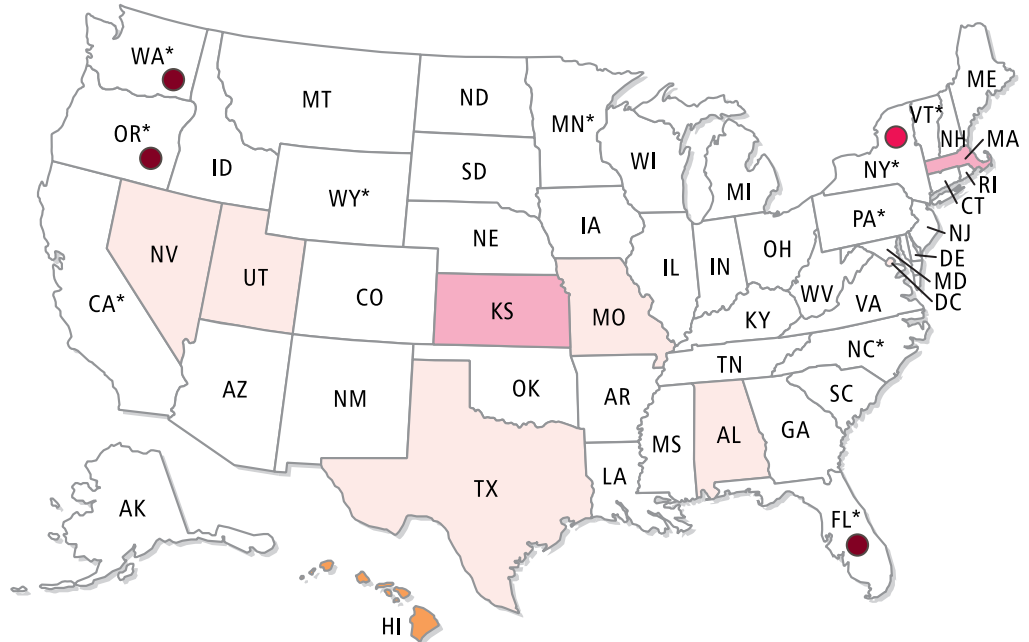 WA*
MT
ND
MN*
ME
VT*
NH
MA
OR*
ID
WY*
SD
WI
MI
NY*
RI
CT
NV
UT
CO
NE
IA
IL
IN
OH
PA*
NJ
DE
MD
DC
CA*
KS
MO
KY
WV
VA
AZ
NM
OK
AR
TN
NC*
SC
TX
LA
MS
AL
GA
AK
FL*
HI